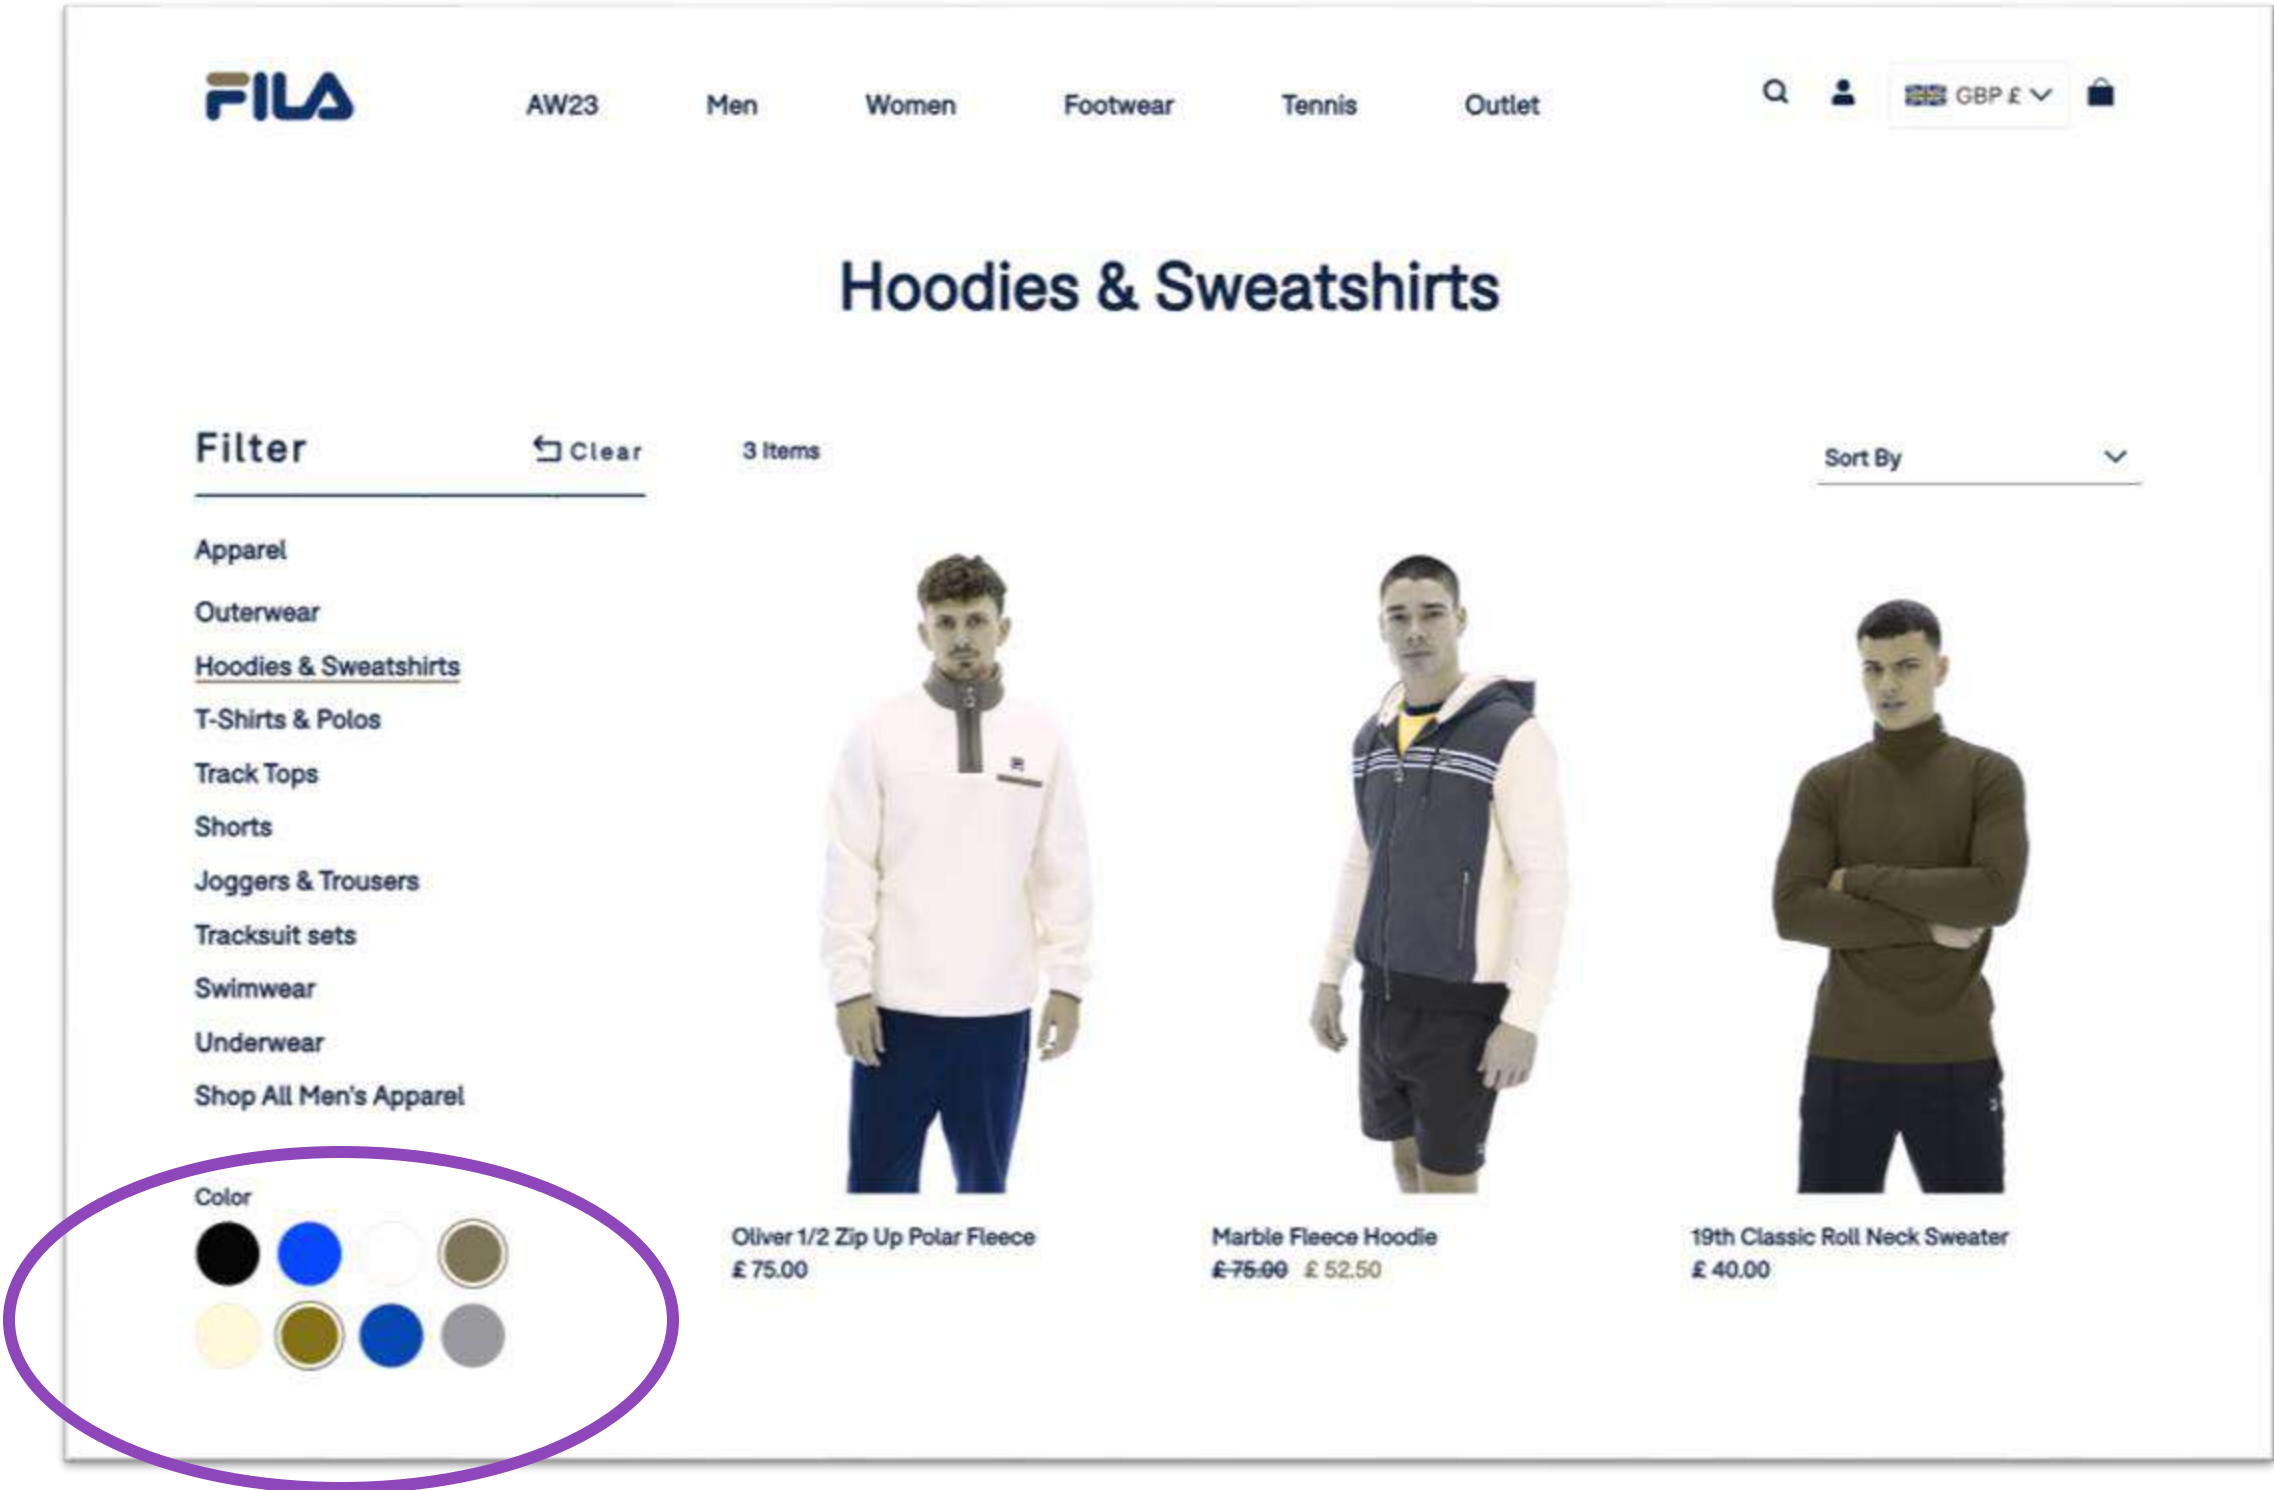 FILA
AW23 Men Women Footwear Tennis Outlet GBP £
Hoodies & Sweatshirts
Filter Clear 3 Items Sort By
Apparel
Outerwear
Hoodies & Sweatshirts
T-Shirts & Polos
Track Tops
Shorts
Joggers & Trousers
Tracksuit sets
Swimwear
Underwear
Shop All Men's Apparel
Color
Oliver 1/2 Zip Up Polar Fleece
£ 75.00
Marble Fleece Hoodie
£ 75.00 £ 52.50
19th Classic Roll Neck Sweater
£ 40.00